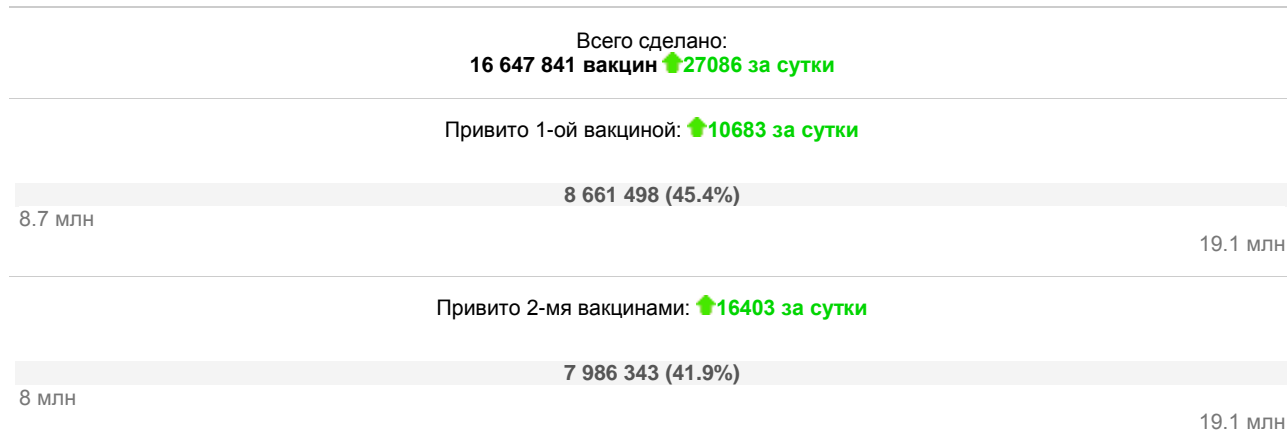 Всего сделано:
16 647 841 вакцин 27086 за сутки
Привито 1-ой вакциной: 10683 за сутки
8 661 498 (45.4%)
8.7 млн
19.1 млн
Привито 2-мя вакцинами: 16403 за сутки
7 986 343 (41.9%)
8 млн
19.1 млн